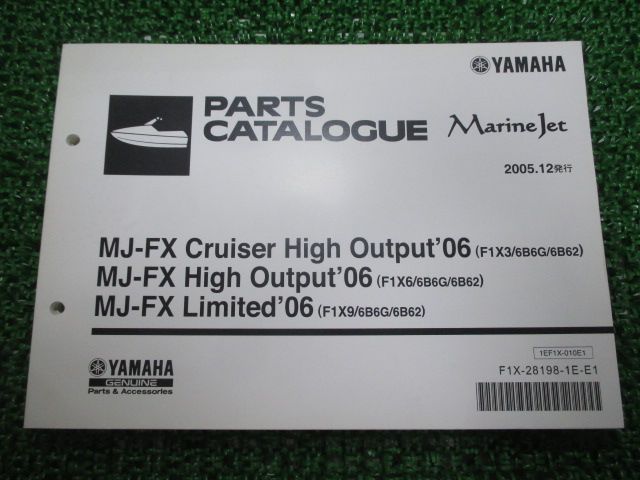 YAMAHA
PARTS
CATALOGUE
Marine Jet
2005.12発行
MJ-FX Cruiser High Output'06 (F1X3/6B6G/6B62)
MJ-FX High Output'06 (F1X6/6B6G/6B62)
MJ-FX Limited'06 (F1X9/6B6G/6B62)
YAMAHA
GENUINE
Parts & Accessories
1EF1X-010E1
F1X-28198-1E-E1